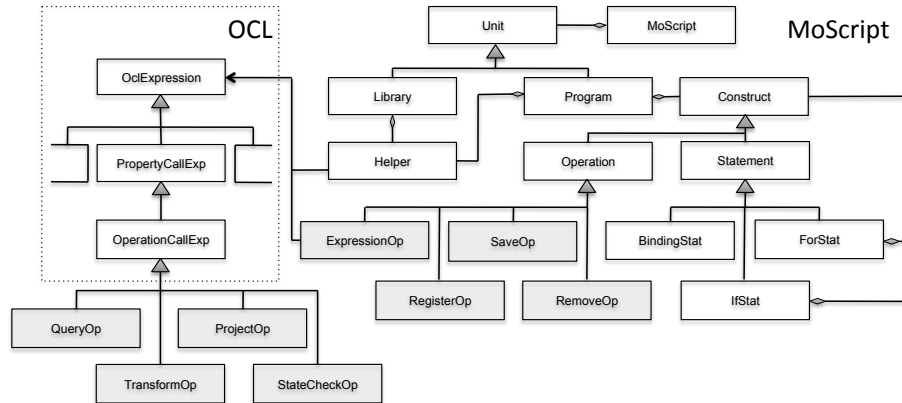 OCL
Unit
MoScript
MoScript
OclExpression
Library
Program
Construct
PropertyCallExp
Helper
Operation
Statement
OperationCallExp
ExpressionOp
SaveOp
BindingStat
ForStat
RegisterOp
RemoveOp
IfStat
QueryOp
ProjectOp
TransformOp
StateCheckOp